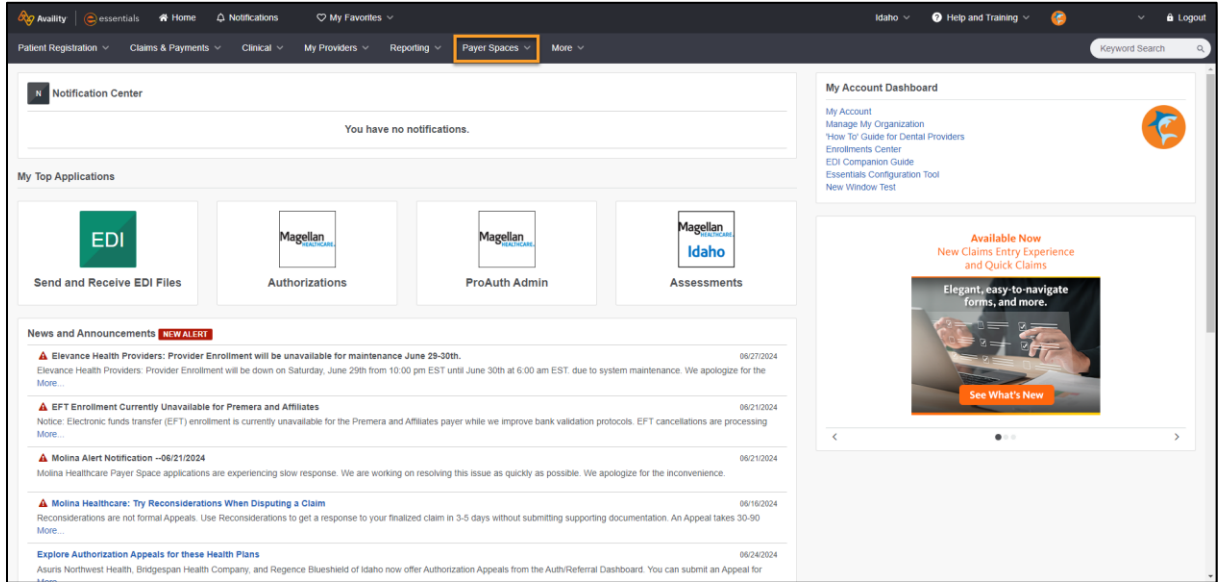 Availity essentials Home Notifications My Favorites Idaho Help and Training Logout
Patient Registration Claims & Payments Clinical My Providers Reporting Payer Spaces More Keyword Search
N Notification Center
You have no notifications.
My Top Applications
EDI
Send and Receive EDI Files
Magellan
HEALTHCARE.
Authorizations
Magellan
HEALTHCARE.
ProAuth Admin
Magellan
HEALTHCARE.
Idaho
Assessments
News and Announcements NEW ALERT
Elevance Health Providers: Provider Enrollment will be unavailable for maintenance June 29-30th. 06/27/2024
Elevance Health Providers: Provider Enrollment will be down on Saturday, June 29th from 10:00 pm EST until June 30th at 6:00 am EST. due to system maintenance. We apologize for the
More...
EFT Enrollment Currently Unavailable for Premera and Affiliates 06/21/2024
Notice: Electronic funds transfer (EFT) enrollment is currently unavailable for the Premera and Affiliates payer while we improve bank validation protocols. EFT cancellations are processing
More...
Molina Alert Notification --06/21/2024 06/21/2024
Molina Healthcare Payer Space applications are experiencing slow response. We are working on resolving this issue as quickly as possible. We apologize for the inconvenience.
Molina Healthcare: Try Reconsiderations When Disputing a Claim 06/16/2024
Reconsiderations are not formal Appeals. Use Reconsiderations to get a response to your finalized claim in 3-5 days without submitting supporting documentation. An Appeal takes 30-90
More...
Explore Authorization Appeals for these Health Plans 06/24/2024
Asuris Northwest Health, Bridgespan Health Company, and Regence Blueshield of Idaho now offer Authorization Appeals from the Auth/Referral Dashboard. You can submit an Appeal for
More...
My Account Dashboard
My Account
Manage My Organization
'How To' Guide for Dental Providers
Enrollments Center
EDI Companion Guide
Essentials Configuration Tool
New Window Test
Available Now
New Claims Entry Experience
and Quick Claims
Elegant, easy-to-navigate
forms, and more.
See What's New